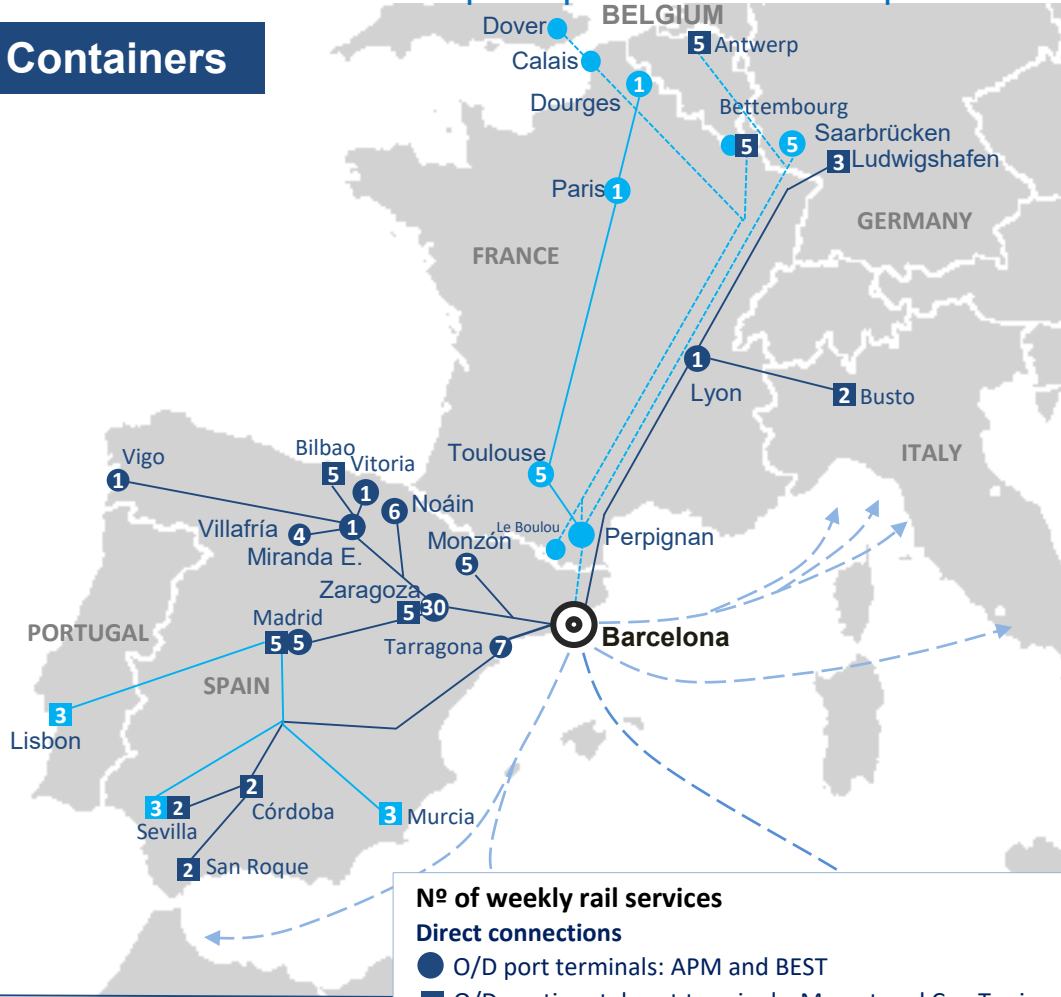 BELGIUM
Dover
5 Antwerp
Containers
Calais
1
Dourges
Bettembourg
5
5
Saarbrücken
3 Ludwigshafen
Paris 1
GERMANY
FRANCE
1
Lyon
2 Busto
ITALY
Bilbao
5
Vigo
1
Vitoria
1
Toulouse
5
6 Noáin
Villafría 4
1
Miranda E.
Le Boulou
Perpignan
Monzón
5
Zaragoza
5 30
Madrid
5 5
PORTUGAL
Tarragona 7
Barcelona
SPAIN
3
Lisbon
3 2
Sevilla
2
Córdoba
3 Murcia
2 San Roque
Nº of weekly rail services
Direct connections
O/D port terminals: APM and BEST